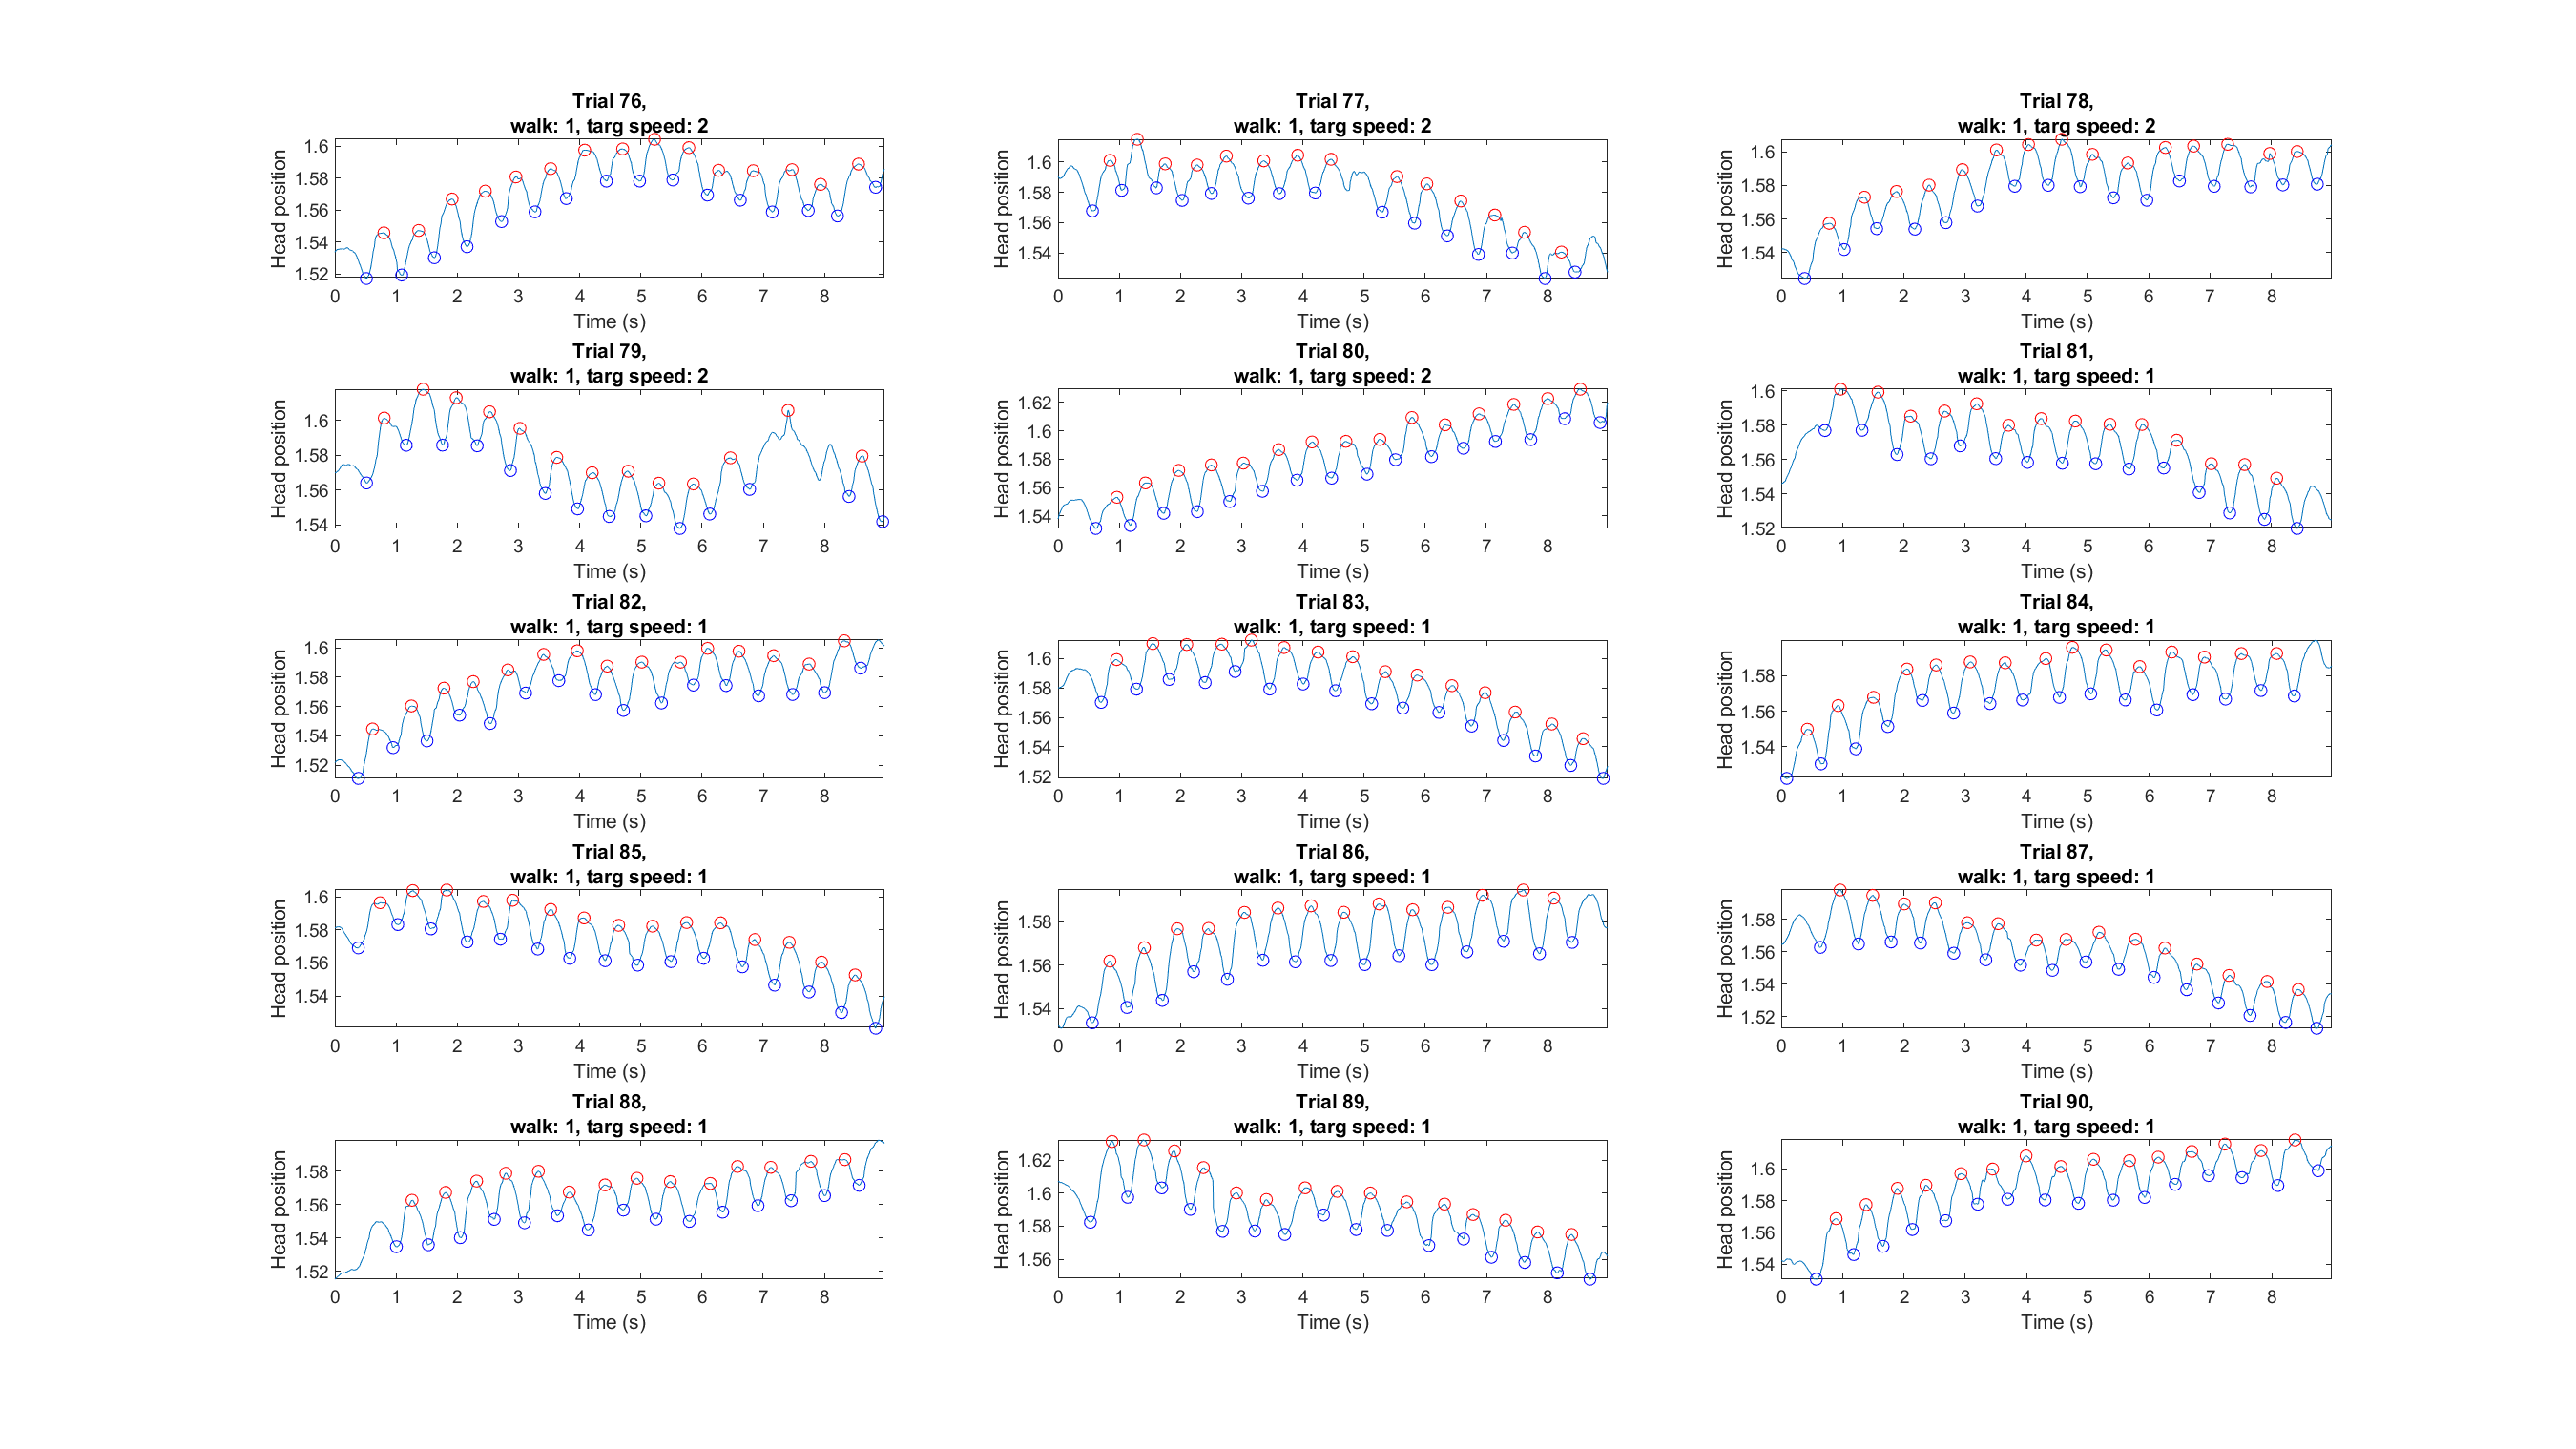 Trial 76,
walk: 1, targ speed: 2
Head position
1.6
1.58
1.56
1.54
1.52
0 1 2 3 4 5 6 7 8
Time (s)
Trial 77,
walk: 1, targ speed: 2
Head position
1.6
1.58
1.56
1.54
0 1 2 3 4 5 6 7 8
Time (s)
Trial 78,
walk: 1, targ speed: 2
Head position
1.6
1.58
1.56
1.54
0 1 2 3 4 5 6 7 8
Time (s)
Trial 79,
walk: 1, targ speed: 2
Head position
1.6
1.58
1.56
1.54
0 1 2 3 4 5 6 7 8
Time (s)
Trial 80,
walk: 1, targ speed: 2
Head position
1.62
1.6
1.58
1.56
1.54
0 1 2 3 4 5 6 7 8
Time (s)
Trial 81,
walk: 1, targ speed: 1
Head position
1.6
1.58
1.56
1.54
1.52
0 1 2 3 4 5 6 7 8
Time (s)
Trial 82,
walk: 1, targ speed: 1
Head position
1.6
1.58
1.56
1.54
1.52
0 1 2 3 4 5 6 7 8
Time (s)
Trial 83,
walk: 1, targ speed: 1
Head position
1.6
1.58
1.56
1.54
1.52
0 1 2 3 4 5 6 7 8
Time (s)
Trial 84,
walk: 1, targ speed: 1
Head position
1.58
1.56
1.54
0 1 2 3 4 5 6 7 8
Time (s)
Trial 85,
walk: 1, targ speed: 1
Head position
1.6
1.58
1.56
1.54
0 1 2 3 4 5 6 7 8
Time (s)
Trial 86,
walk: 1, targ speed: 1
Head position
1.58
1.56
1.54
0 1 2 3 4 5 6 7 8
Time (s)
Trial 87,
walk: 1, targ speed: 1
Head position
1.58
1.56
1.54
1.52
0 1 2 3 4 5 6 7 8
Time (s)
Trial 88,
walk: 1, targ speed: 1
Head position
1.58
1.56
1.54
1.52
0 1 2 3 4 5 6 7 8
Time (s)
Trial 89,
walk: 1, targ speed: 1
Head position
1.62
1.6
1.58
1.56
0 1 2 3 4 5 6 7 8
Time (s)
Trial 90,
walk: 1, targ speed: 1
Head position
1.6
1.58
1.56
1.54
0 1 2 3 4 5 6 7 8
Time (s)